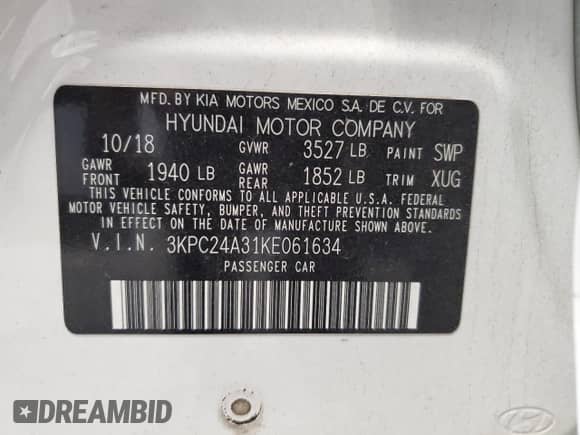 MFD. BY KIA MOTORS MEXICO S.A. DE C.V. FOR
HYUNDAI MOTOR COMPANY
10/18 GVWR 3527 LB PAINT SWP
GAWR FRONT 1940 LB GAWR REAR 1852 LB TRIM XUG
THIS VEHICLE CONFORMS TO ALL APPLICABLE U.S.A. FEDERAL
MOTOR VEHICLE SAFETY, BUMPER, AND THEFT PREVENTION STANDARDS
IN EFFECT ON THE DATE OF MANUFACTURE SHOWN ABOVE.
V.I.N. 3KPC24A31KE061634
PASSENGER CAR
DREAMBID